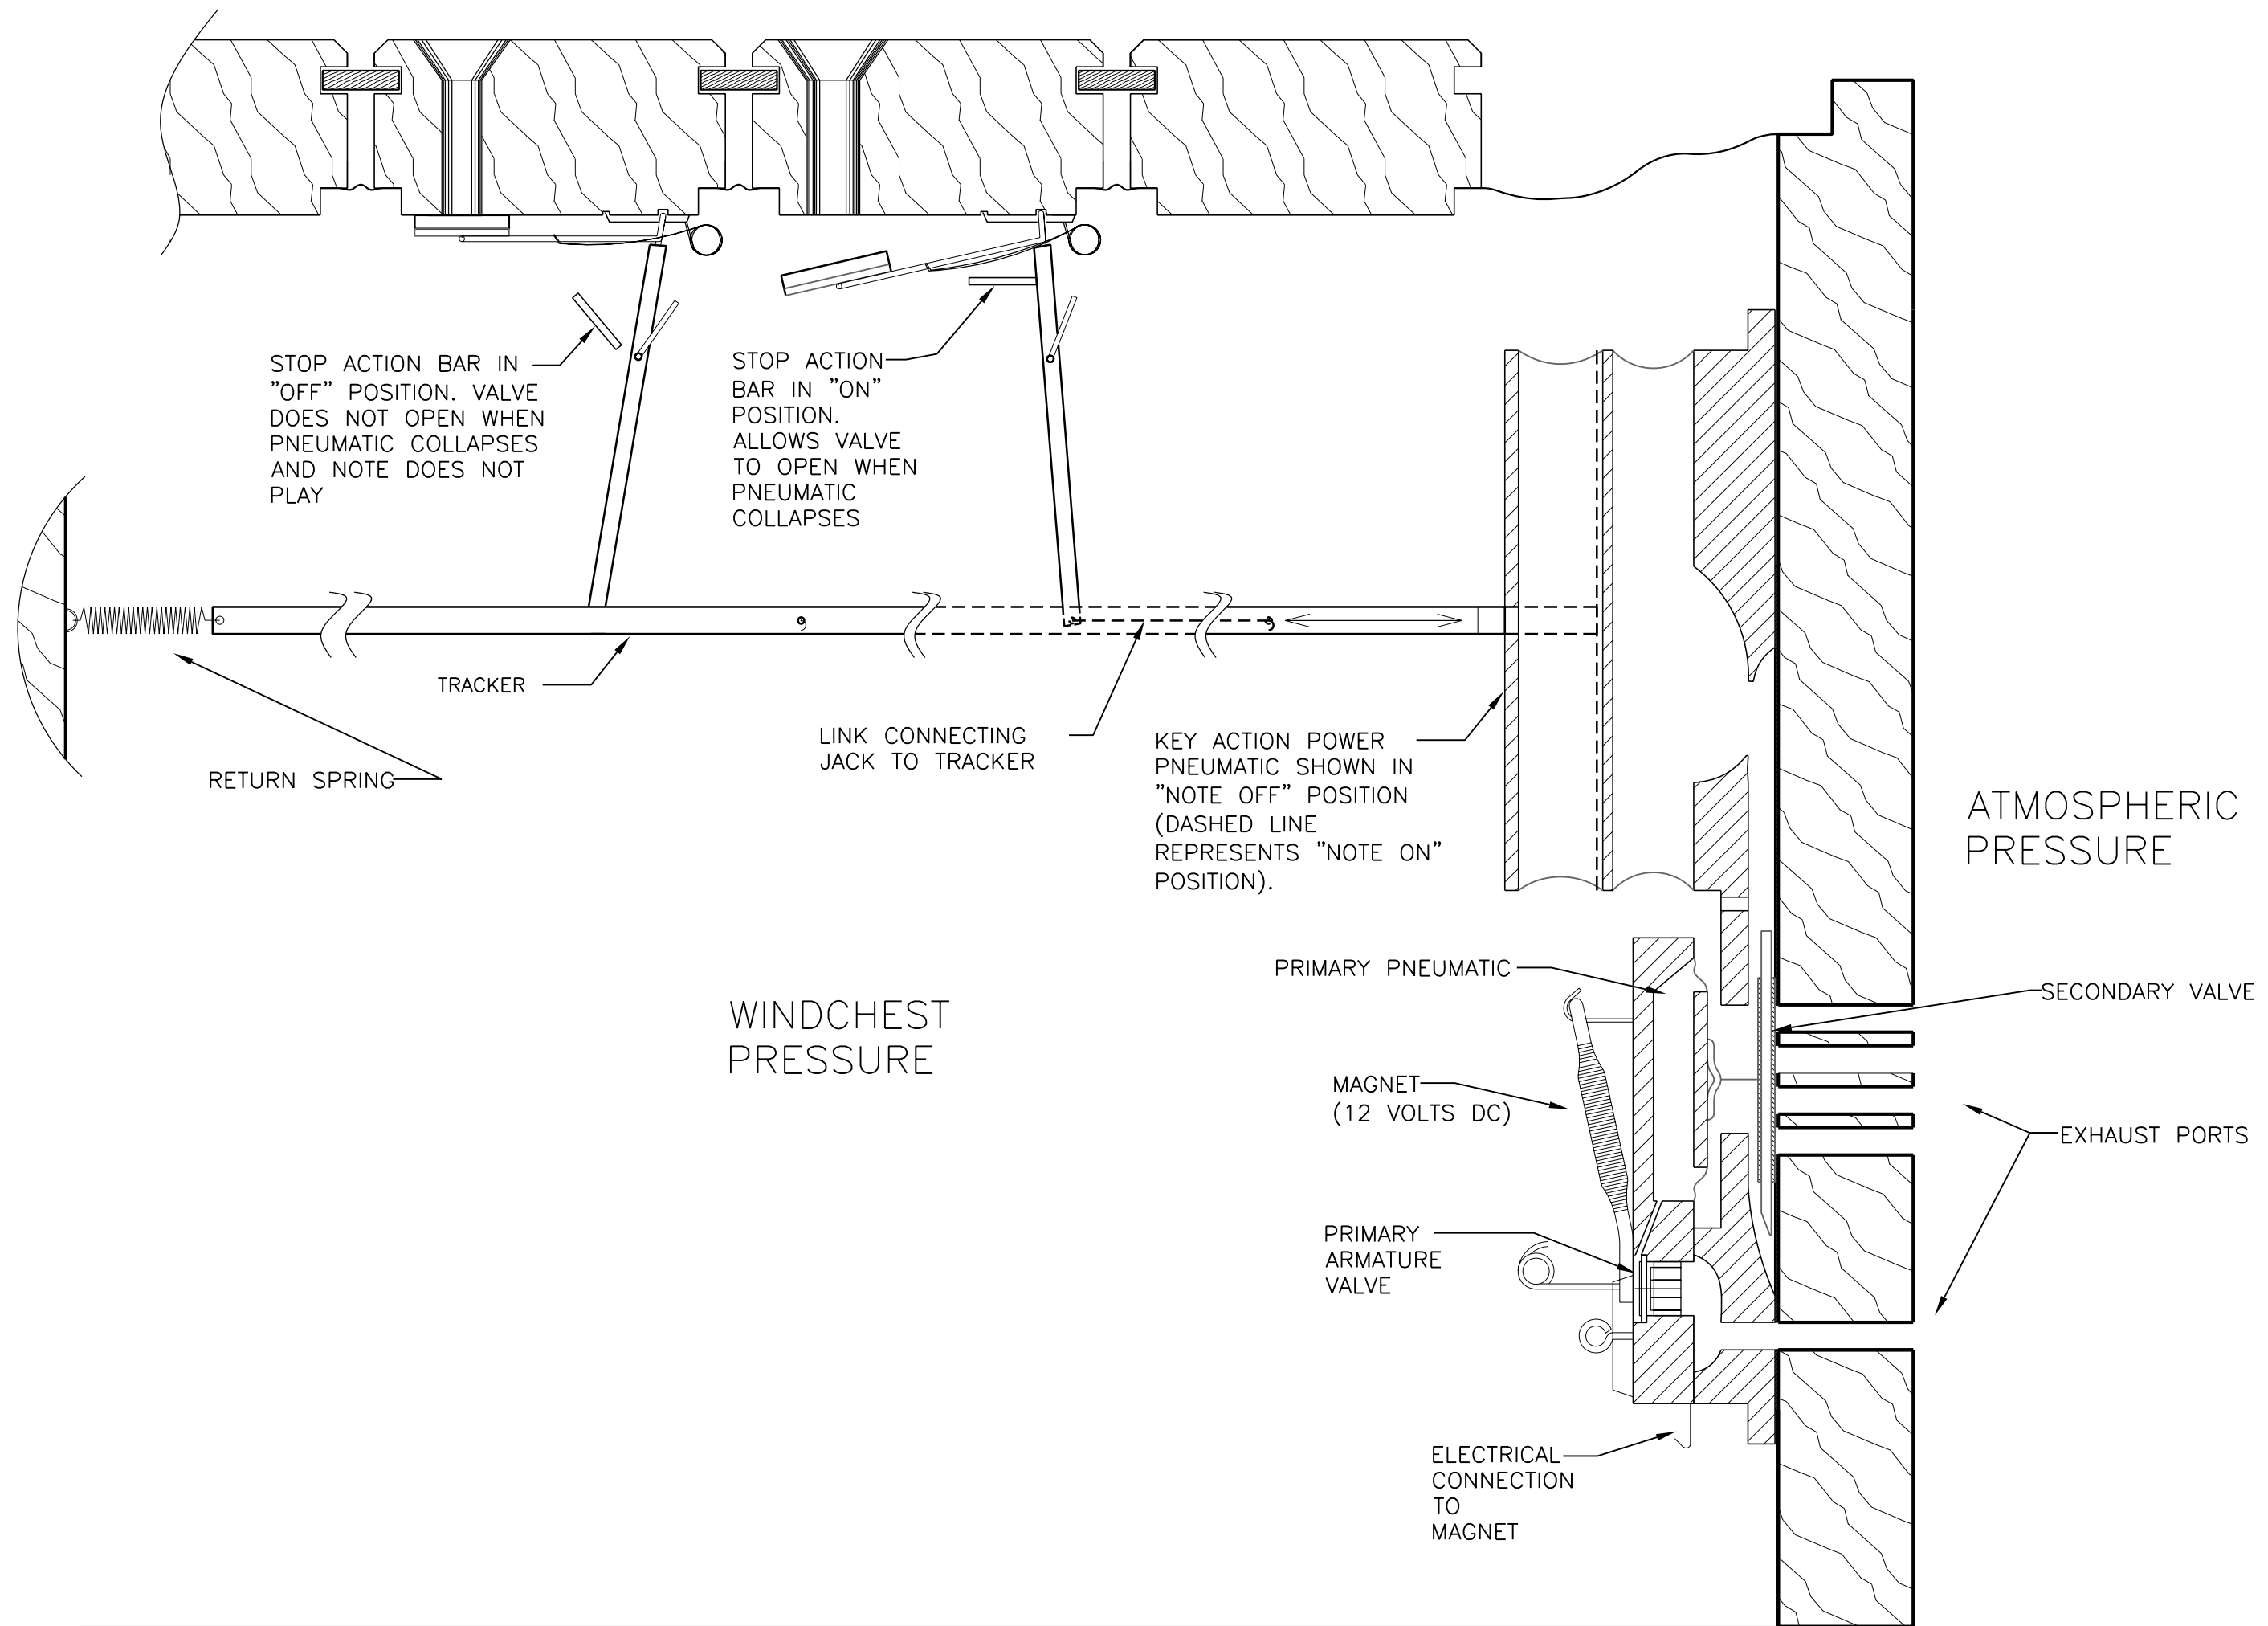 STOP ACTION BAR IN
"OFF" POSITION. VALVE
DOES NOT OPEN WHEN
PNEUMATIC COLLAPSES
AND NOTE DOES NOT
PLAY
STOP ACTION
BAR IN "ON"
POSITION.
ALLOWS VALVE
TO OPEN WHEN
PNEUMATIC
COLLAPSES
TRACKER
RETURN SPRING
LINK CONNECTING
JACK TO TRACKER
KEY ACTION POWER
PNEUMATIC SHOWN IN
"NOTE OFF" POSITION
(DASHED LINE
REPRESENTS "NOTE ON"
POSITION).
ATMOSPHERIC
PRESSURE
PRIMARY PNEUMATIC
SECONDARY VALVE
WINDCHEST
PRESSURE
MAGNET
(12 VOLTS DC)
EXHAUST PORTS
PRIMARY
ARMATURE
VALVE
ELECTRICAL
CONNECTION
TO
MAGNET